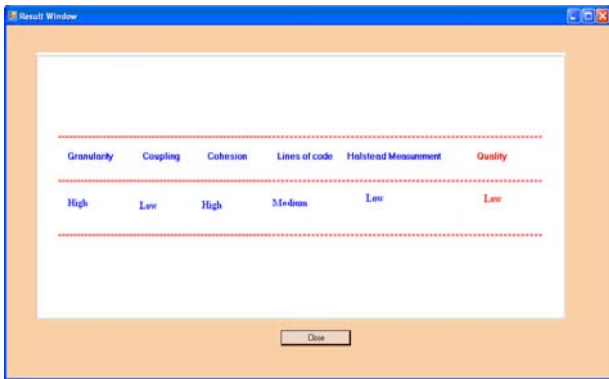 Result Window
Granularity Coupling Cohesion Lines of code Halstead Measurement Quality
High Low High Medium Low Low
Close